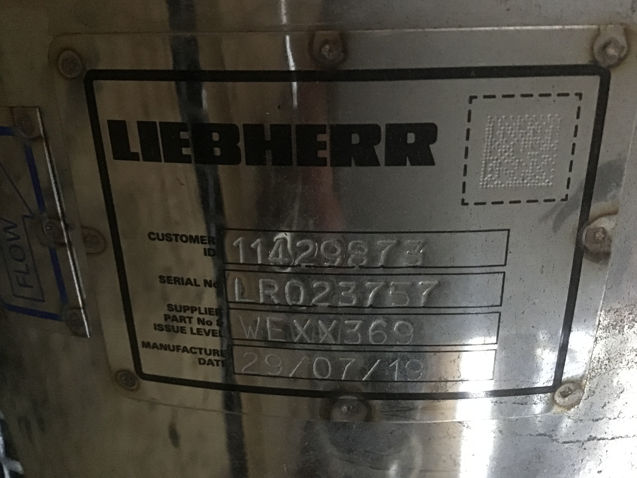 LIEBHERR
CUSTOMER
ID.
11429873
SERIAL No
LR023757
SUPPLIER
PART No &
ISSUE LEVEL
WEXX369
MANUFACTURE
DATE
29/07/19
FLOW